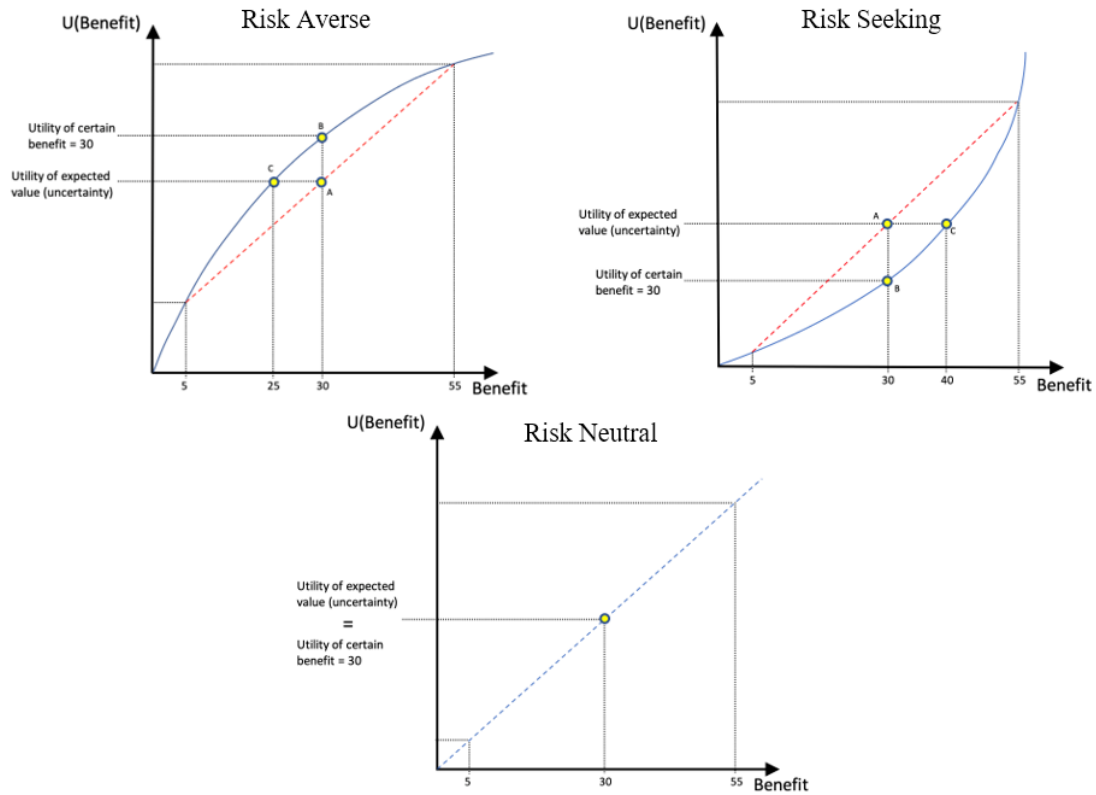 Risk Averse
U(Benefit)
Utility of certain
benefit = 30
Utility of expected
value (uncertainty)
B
C
A
5
25
30
55
Benefit
Risk Seeking
U(Benefit)
Utility of expected
value (uncertainty)
Utility of certain
benefit = 30
A
C
B
5
30
40
55
Benefit
Risk Neutral
U(Benefit)
Utility of expected
value (uncertainty)
=
Utility of certain
benefit = 30
5
30
55
Benefit